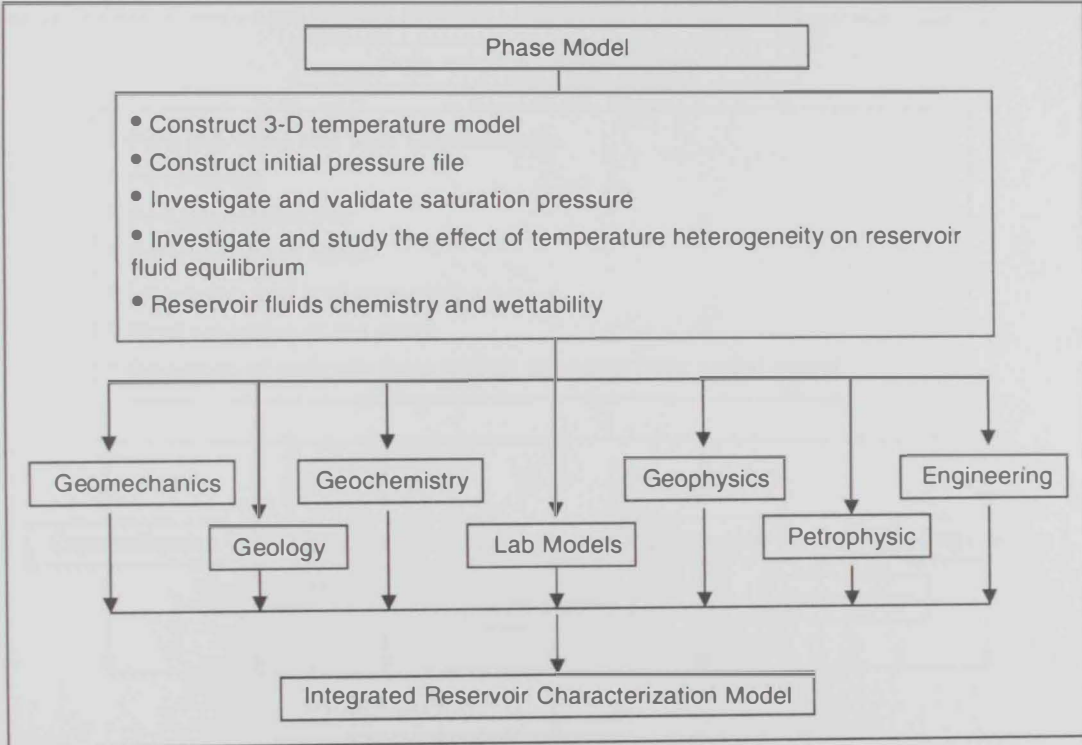 Phase Model
• Construct 3-D temperature model
• Construct initial pressure file
• Investigate and validate saturation pressure
• Investigate and study the effect of temperature heterogeneity on reservoir
fluid equilibrium
• Reservoir fluids chemistry and wettability
Geomechanics
Geochemistry
Geophysics
Engineering
Geology
Lab Models
Petrophysic
Integrated Reservoir Characterization Model